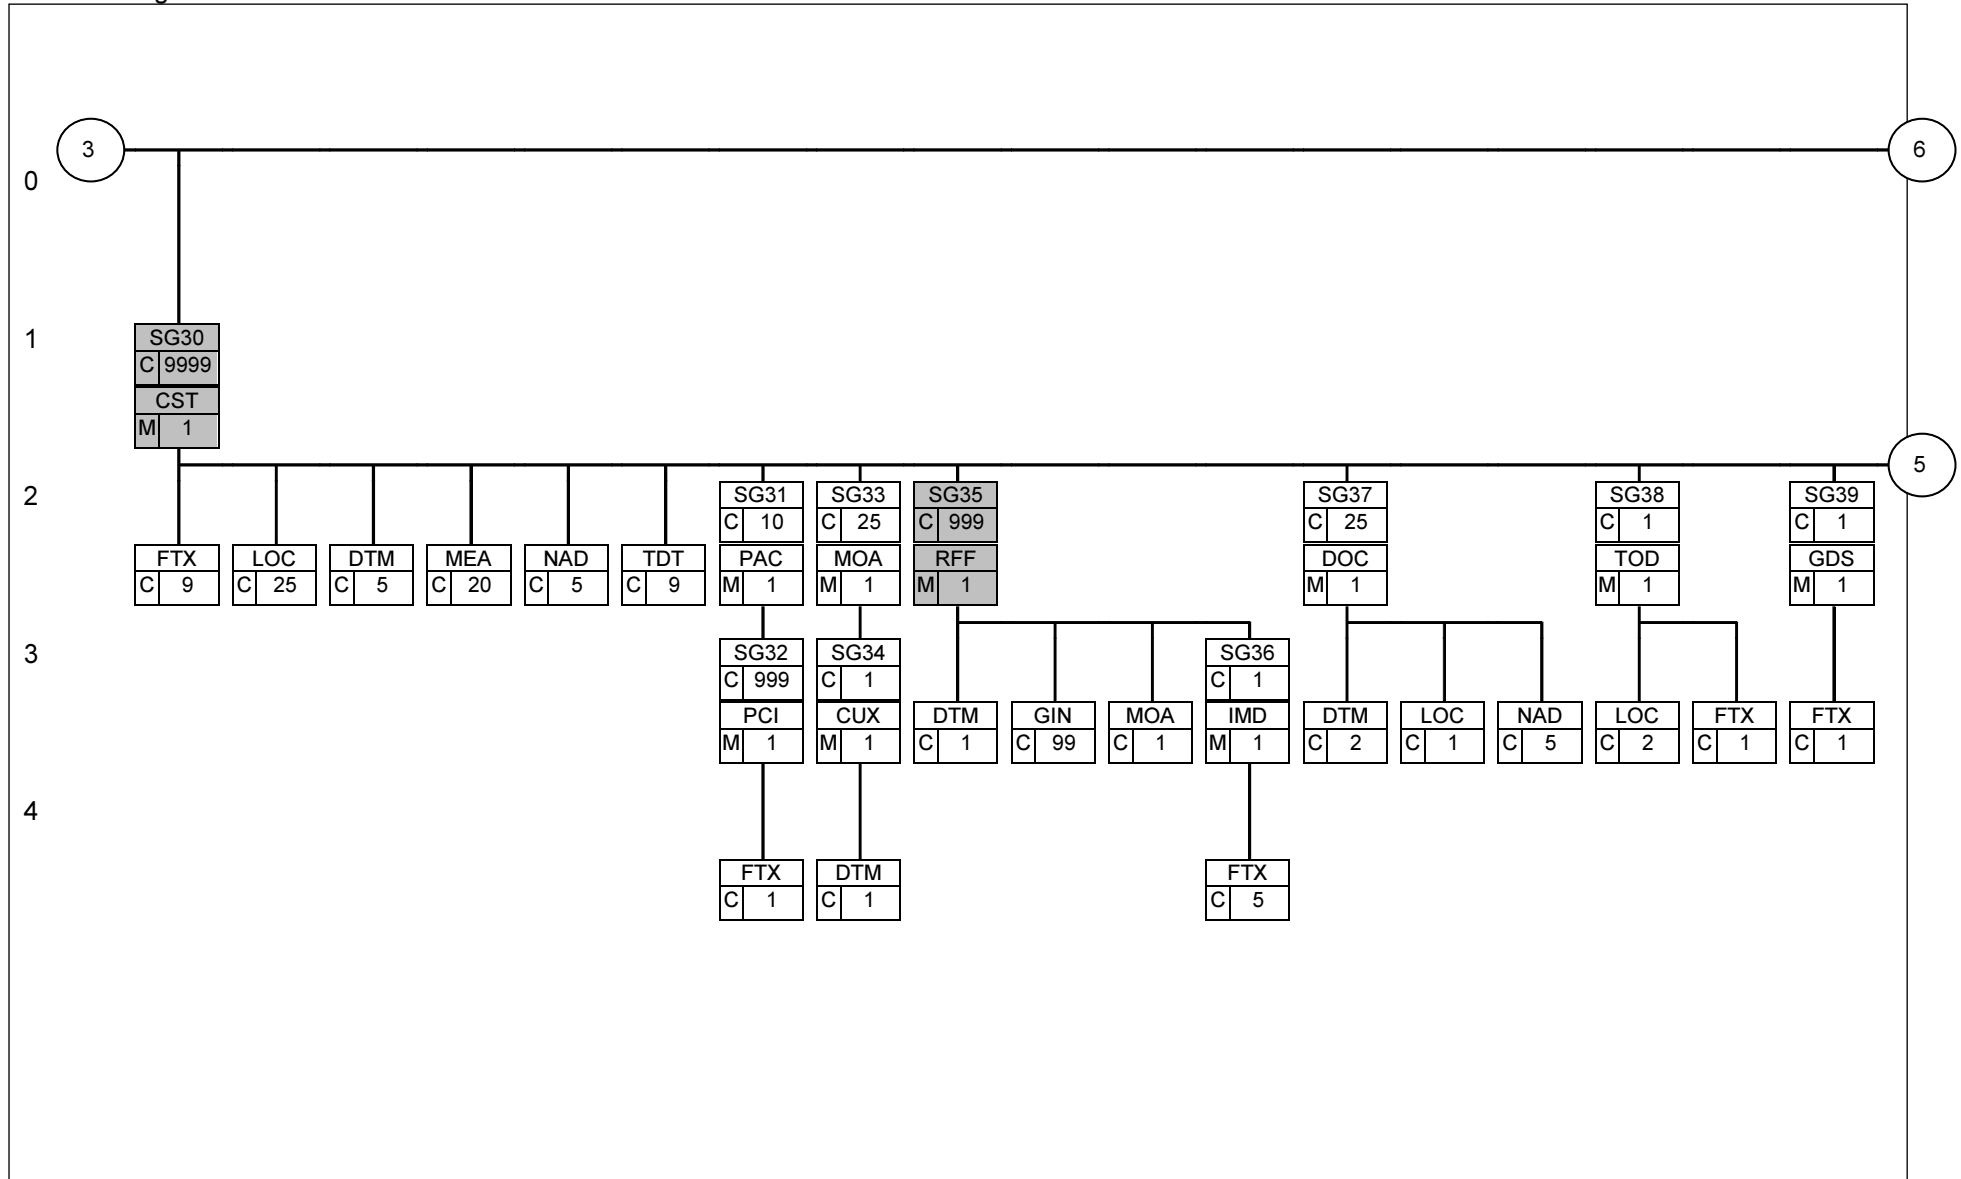 3
6
0
1
SG30
C 9999
CST
M 1
5
2
SG31 SG33 SG35 SG37 SG38 SG39
C 10 C 25 C 999 C 25 C 1 C 1
FTX LOC DTM MEA NAD TDT PAC MOA RFF DOC TOD GDS
C 9 C 25 C 5 C 20 C 5 C 9 M 1 M 1 M 1 M 1 M 1 M 1
3
SG32 SG34 SG36
C 999 C 1 C 1
PCI CUX DTM GIN MOA IMD DTM LOC NAD LOC FTX FTX
M 1 M 1 C 1 C 99 C 1 M 1 C 2 C 1 C 5 C 2 C 1 C 1
4
FTX DTM FTX
C 1 C 1 C 5